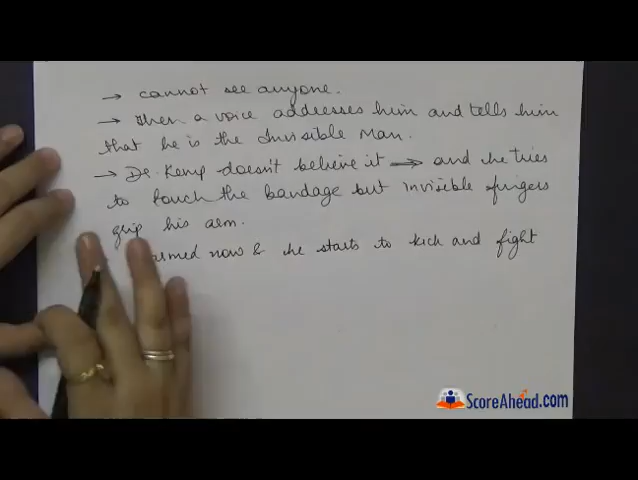 → cannot see anyone.
→ then a voice addresses him and tells him
that he is the Invisible Man.
→ Dr. Kemp doesn't believe it → and he tries
to touch the bandage but invisible fingers
grip his arm.
now & he starts to kick and fight
ScoreAhead.com